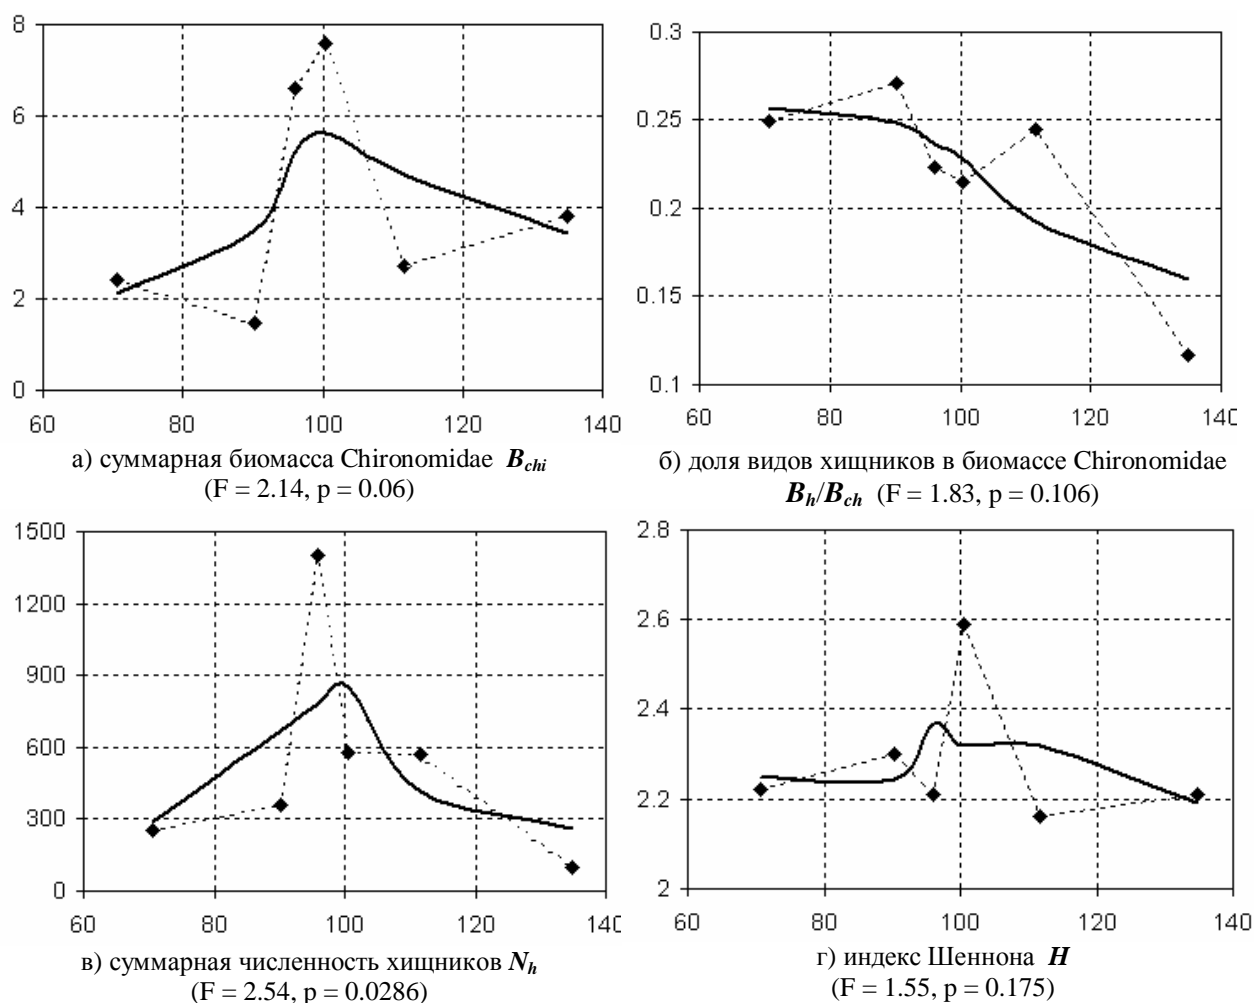 8
6
4
2
0
60 80 100 120 140
а) суммарная биомасса Chironomidae B_chi
(F = 2.14, p = 0.06)
0.3
0.25
0.2
0.15
0.1
60 80 100 120 140
б) доля видов хищников в биомассе Chironomidae
B_h/B_ch (F = 1.83, p = 0.106)
1500
1200
900
600
300
0
60 80 100 120 140
в) суммарная численность хищников N_h
(F = 2.54, p = 0.0286)
2.8
2.6
2.4
2.2
2
60 80 100 120 140
г) индекс Шеннона H
(F = 1.55, p = 0.175)